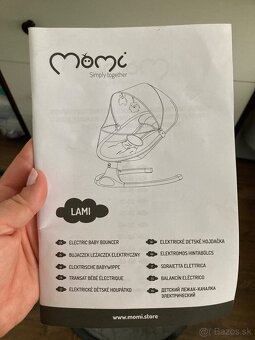 momi
Simply together
LAMI
ELECTRIC BABY BOUNCER
BUJACZEK LEŻACZEK ELEKTRYCZNY
ELEKTRISCHE BABYWIPPE
TRANSAT BÉBÉ ÉLECTRIQUE
ELEKTRICKÉ DĚTSKÉ HOUPÁTKO
ELEKTRICKÉ DETSKÉ HOJDAČKA
ELEKTROMOS HINTABÖLCS
SDRAIETTA ELETTRICA
BALANCÍN ELÉCTRICO
ДЕТСКИЙ ЛЕЖАК-КАЧАЛКА
ЭЛЕКТРИЧЕСКИЙ
www.momi.store
bazos.sk